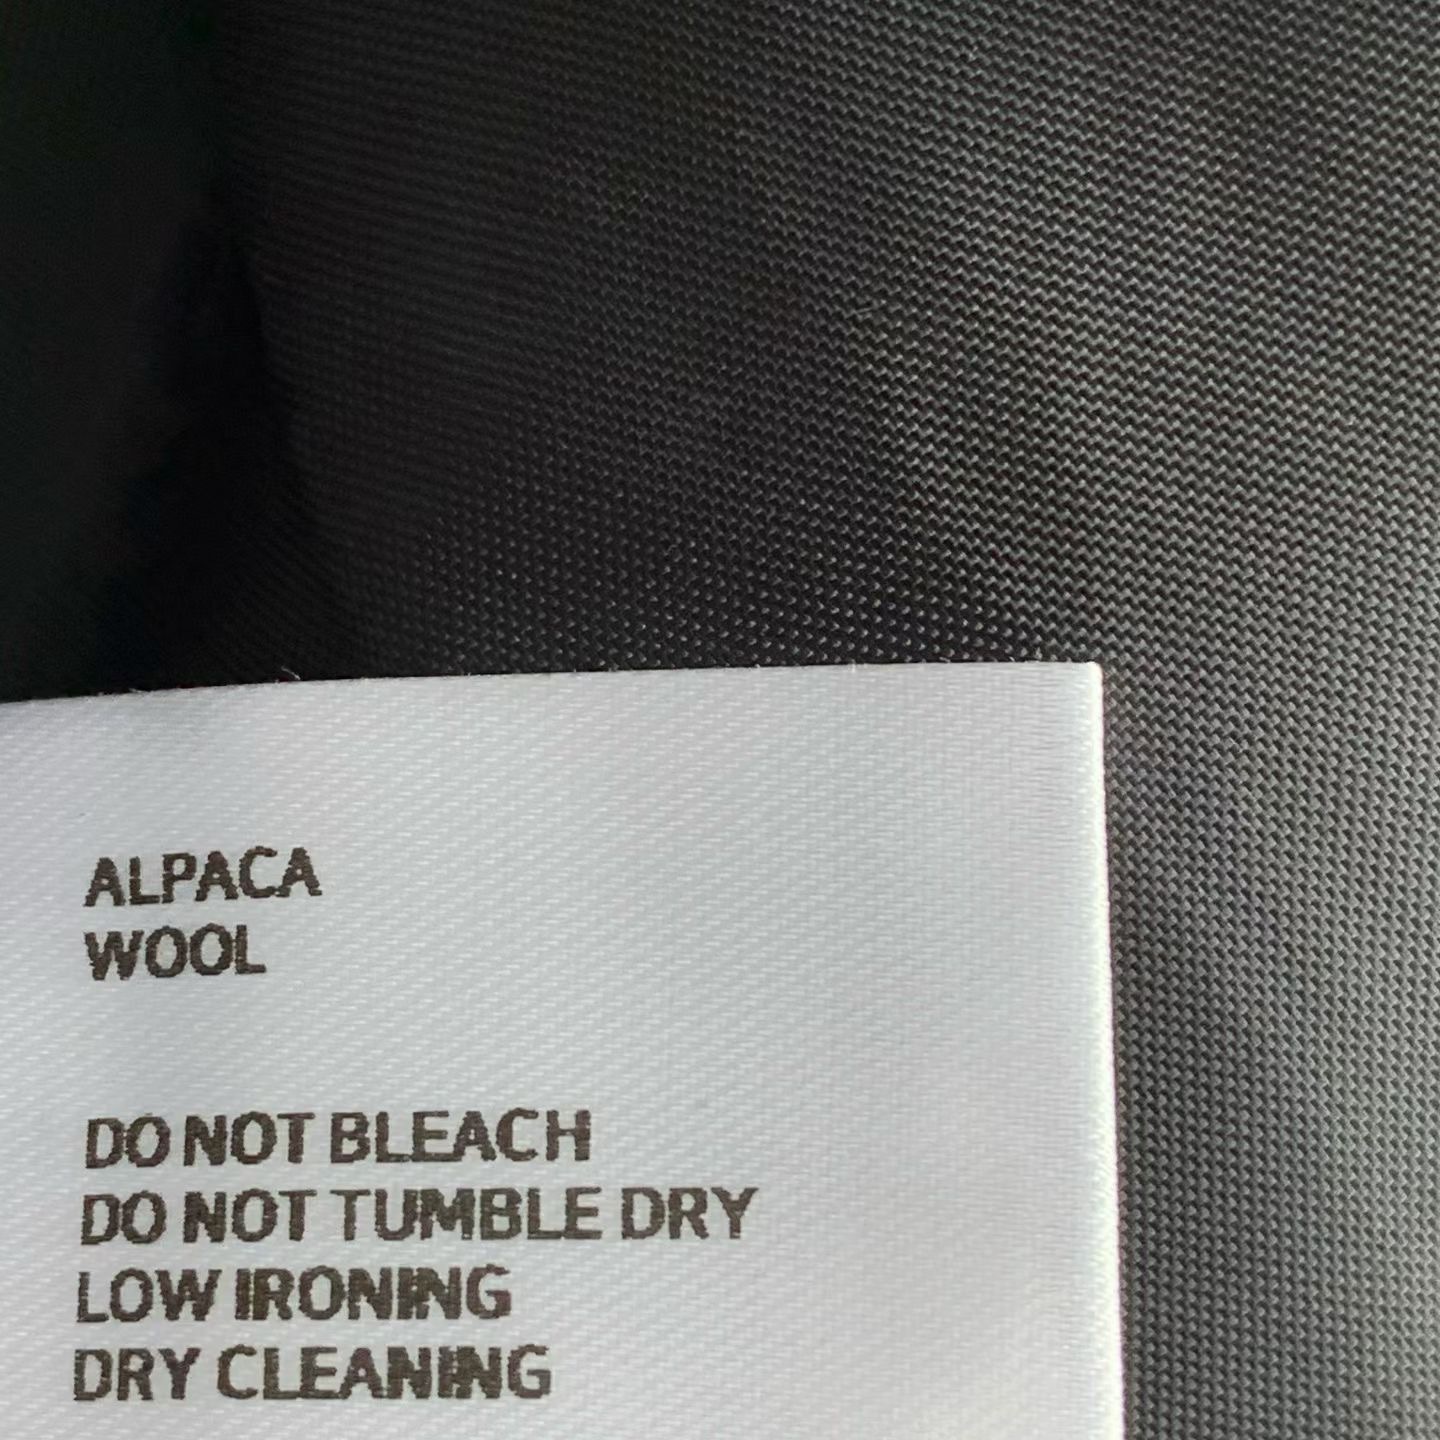 ALPACA
WOOL
DO NOT BLEACH
DO NOT TUMBLE DRY
LOW IRONING
DRY CLEANING